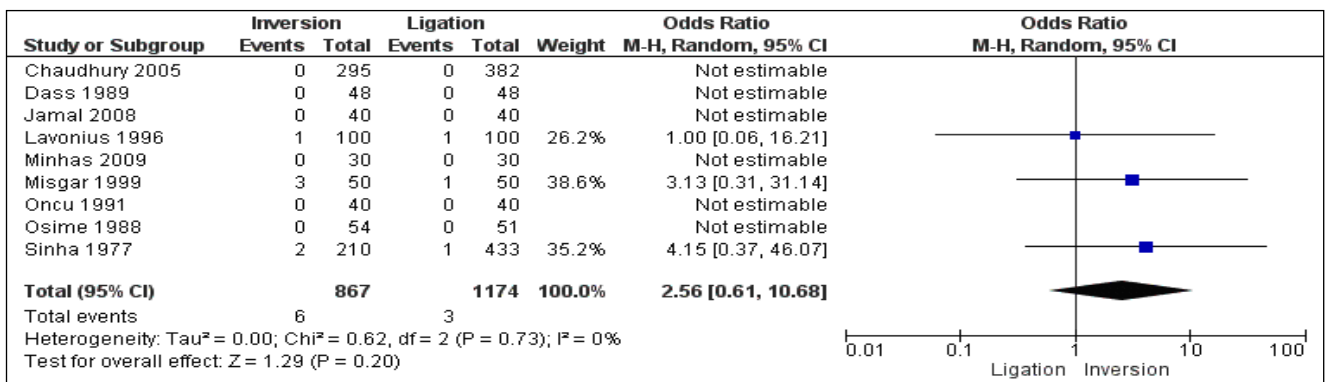 Inversion Ligation Odds Ratio Odds Ratio
Study or Subgroup Events Total Events Total Weight M-H, Random, 95% CI M-H, Random, 95% CI
Chaudhury 2005 0 295 0 382 Not estimable
Dass 1989 0 48 0 48 Not estimable
Jamal 2008 0 40 0 40 Not estimable
Lavonius 1996 1 100 1 100 26.2% 1.00 [0.06, 16.21]
Minhas 2009 0 30 0 30 Not estimable
Misgar 1999 3 50 1 50 38.6% 3.13 [0.31, 31.14]
Oncu 1991 0 40 0 40 Not estimable
Osime 1988 0 54 0 51 Not estimable
Sinha 1977 2 210 1 433 35.2% 4.15 [0.37, 46.07]
Total (95% CI) 867 1174 100.0% 2.56 [0.61, 10.68]
Total events 6 3
Heterogeneity: Tau² = 0.00; Chi² = 0.62, df = 2 (P = 0.73); I² = 0%
Test for overall effect: Z = 1.29 (P = 0.20)
0.01 0.1 1 10 100
Ligation Inversion